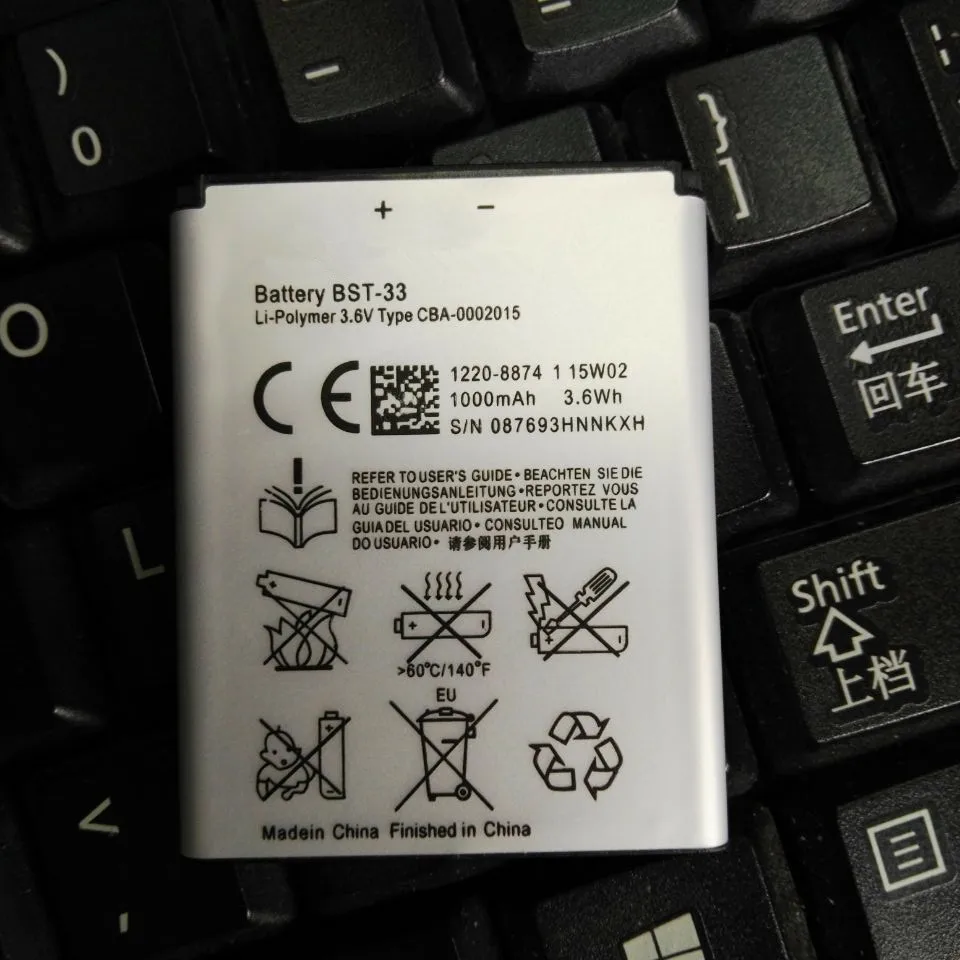 )
0
–
=
}
]
O
+ −
Battery BST-33
Li-Polymer 3.6V Type CBA-0002015
CE 1220-8874 1 15W02
1000mAh 3.6Wh
S/N 087693HNNKXH
Enter
回车
! REFER TO USER'S GUIDE • BEACHTEN SIE DIE
BEDIENUNGSANLEITUNG • REPORTEZ VOUS
AU GUIDE DE L'UTILISATEUR • CONSULTE LA
GUIA DEL USUARIO • CONSULTEO MANUAL
DO USUARIO • 请参阅用户手册
L
>60°C/140°F
EU
Shift
上档
Madein China Finished in China
<
,